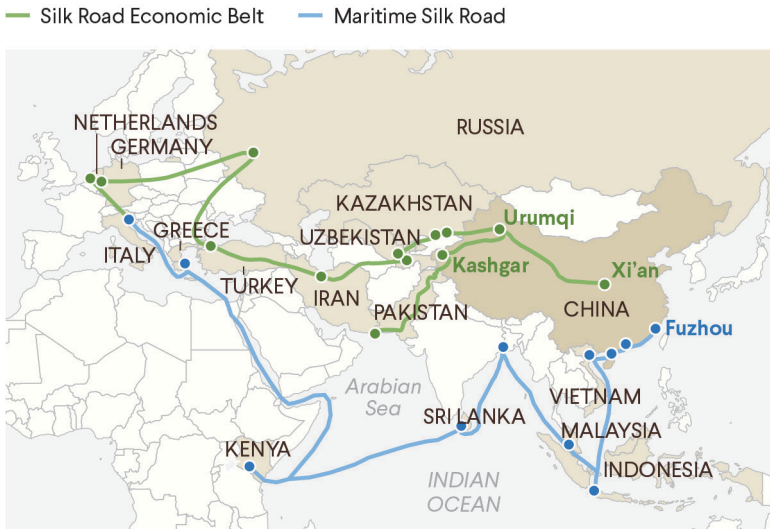 Silk Road Economic Belt
Maritime Silk Road
NETHERLANDS
GERMANY
RUSSIA
KAZAKHSTAN
Urumqi
GREECE
UZBEKISTAN
ITALY
Kashgar
Xi'an
TURKEY
IRAN
PAKISTAN
CHINA
Fuzhou
Arabian
Sea
VIETNAM
SRI LANKA
MALAYSIA
KENYA
INDONESIA
INDIAN
OCEAN